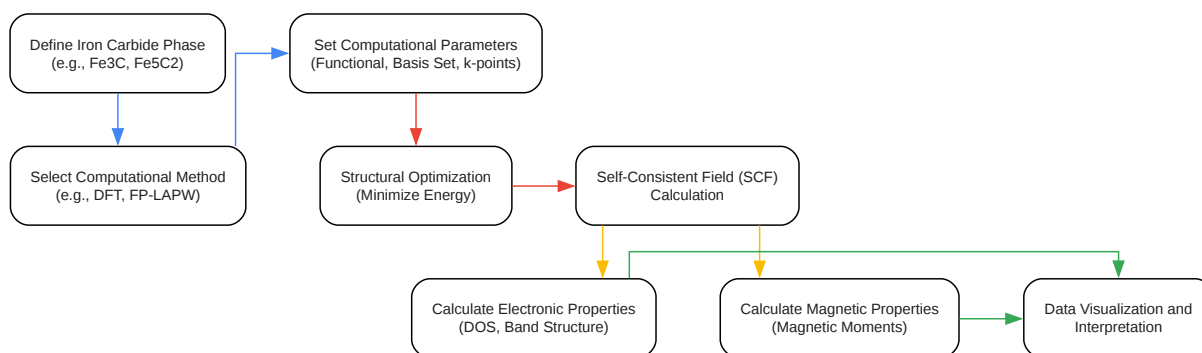 Define Iron Carbide Phase
(e.g., Fe3C, Fe5C2)
Set Computational Parameters
(Functional, Basis Set, k-points)
Select Computational Method
(e.g., DFT, FP-LAPW)
Structural Optimization
(Minimize Energy)
Self-Consistent Field (SCF)
Calculation
Calculate Electronic Properties
(DOS, Band Structure)
Calculate Magnetic Properties
(Magnetic Moments)
Data Visualization and
Interpretation